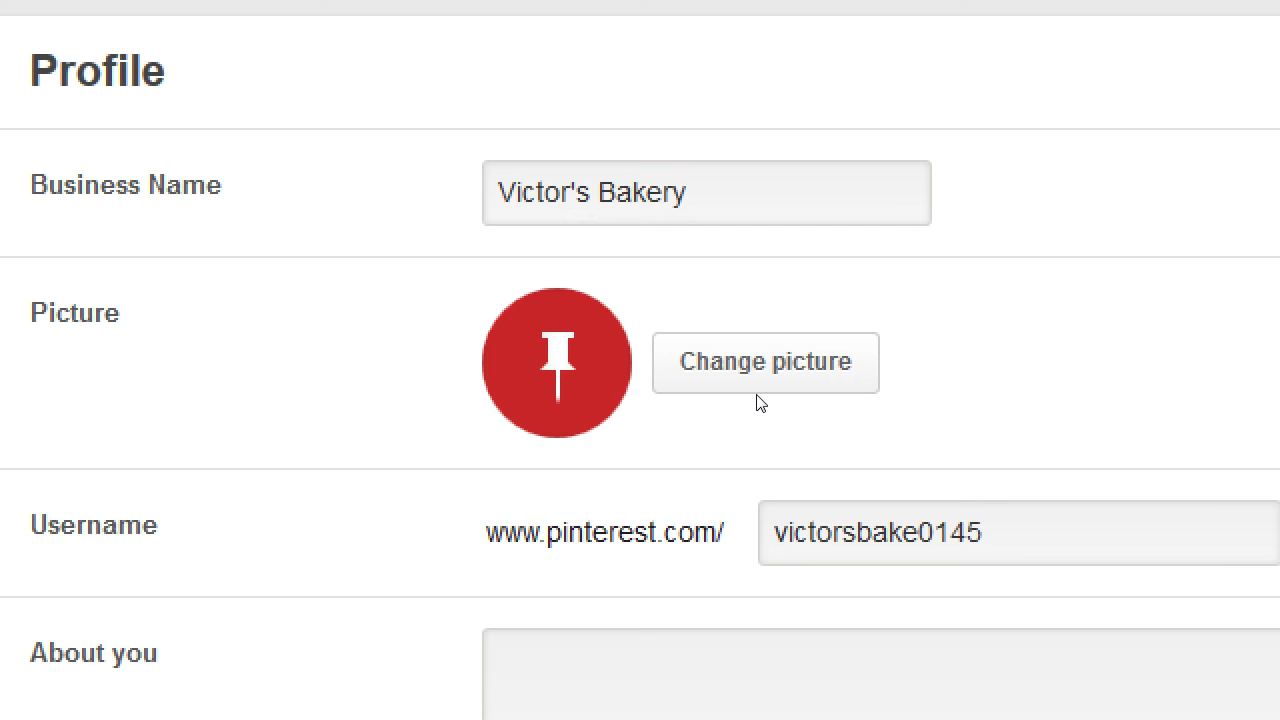 Profile
Business Name
Victor's Bakery
Picture
Change picture
Username
www.pinterest.com/
victorsbake0145
About you